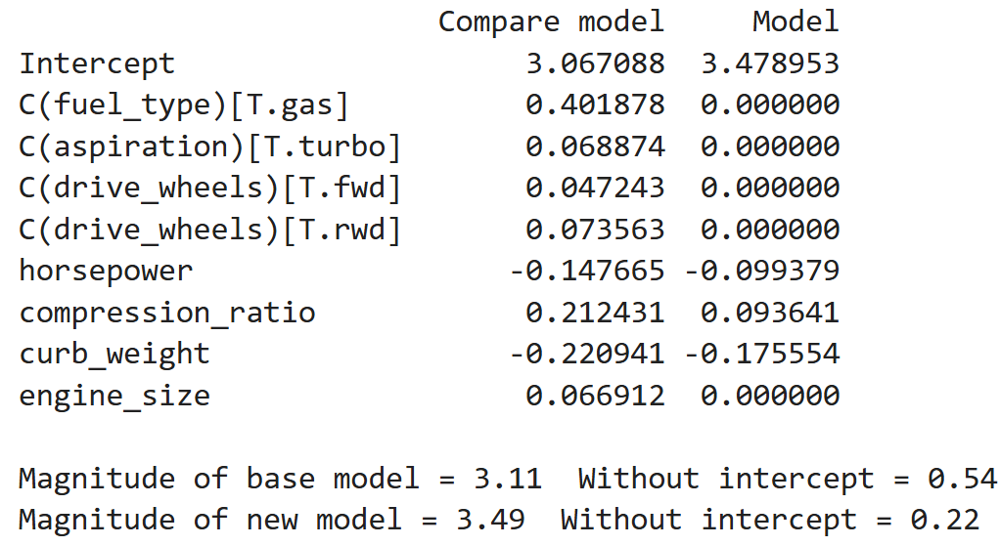 Compare model Model
Intercept 3.067088 3.478953
C(fuel_type)[T.gas] 0.401878 0.000000
C(aspiration)[T.turbo] 0.068874 0.000000
C(drive_wheels)[T.fwd] 0.047243 0.000000
C(drive_wheels)[T.rwd] 0.073563 0.000000
horsepower -0.147665 -0.099379
compression_ratio 0.212431 0.093641
curb_weight -0.220941 -0.175554
engine_size 0.066912 0.000000
Magnitude of base model = 3.11 Without intercept = 0.54
Magnitude of new model = 3.49 Without intercept = 0.22